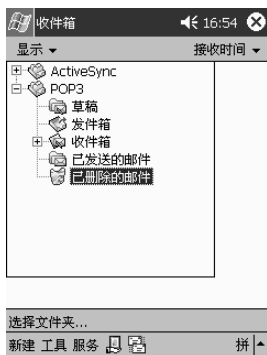 收件箱 16:54
显示 接收时间
ActiveSync
POP3
草稿
发件箱
收件箱
已发送的邮件
已删除的邮件
选择文件夹...
新建 工具 服务 拼